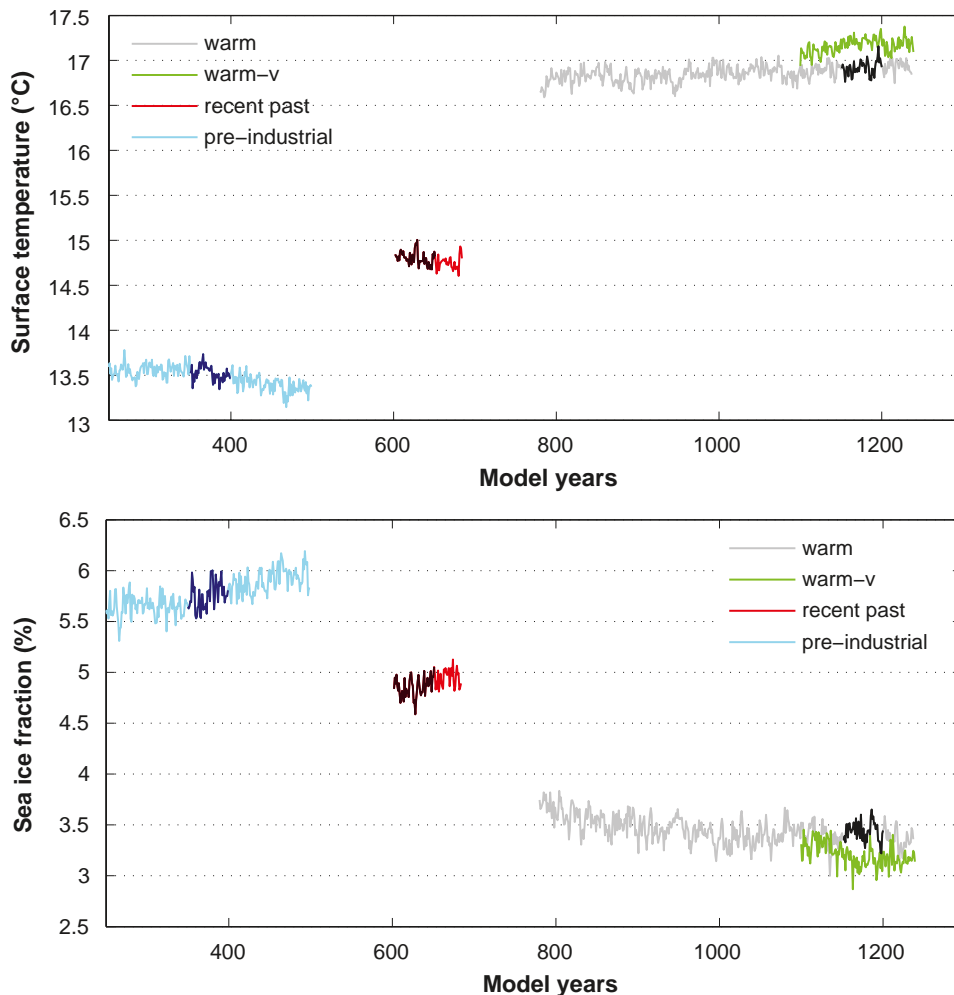 17.5
17
16.5
16
15.5
15
14.5
14
13.5
13
Surface temperature (°C)
warm
warm−v
recent past
pre−industrial
400
600
800
1000
1200
Model years
6.5
6
5.5
5
4.5
4
3.5
3
2.5
Sea ice fraction (%)
warm
warm−v
recent past
pre−industrial
400
600
800
1000
1200
Model years